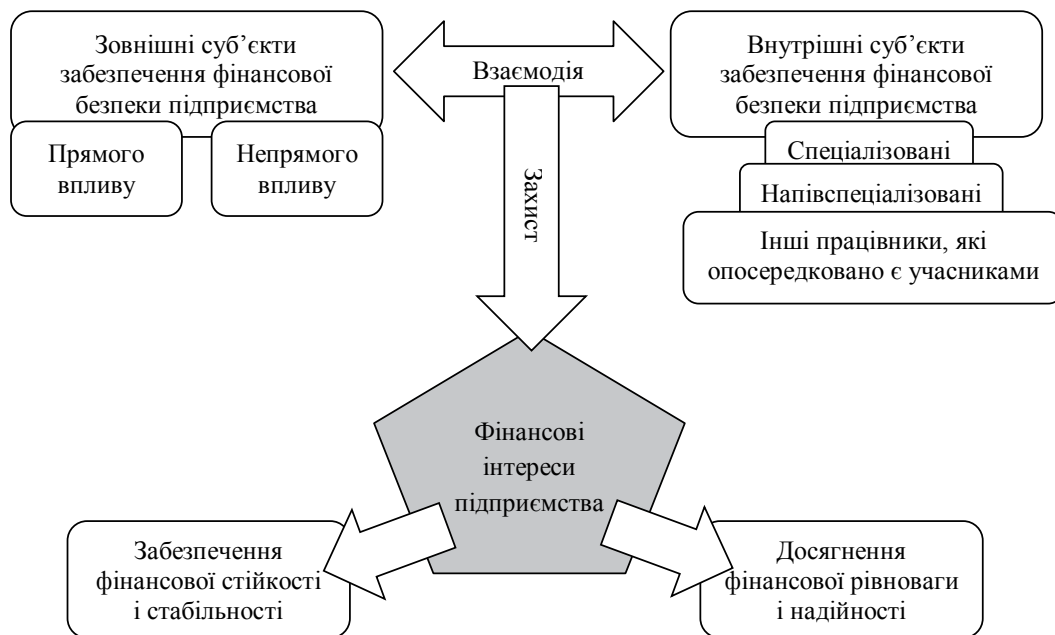 Зовнішні суб’єкти
забезпечення фінансової
безпеки підприємства
Прямого
впливу
Непрямого
впливу
Взаємодія
Захист
Внутрішні суб’єкти
забезпечення фінансової
безпеки підприємства
Спеціалізовані
Напівспеціалізовані
Інші працівники, які
опосередковано є учасниками
Фінансові
інтереси
підприємства
Забезпечення
фінансової стійкості
і стабільності
Досягнення
фінансової рівноваги
і надійності